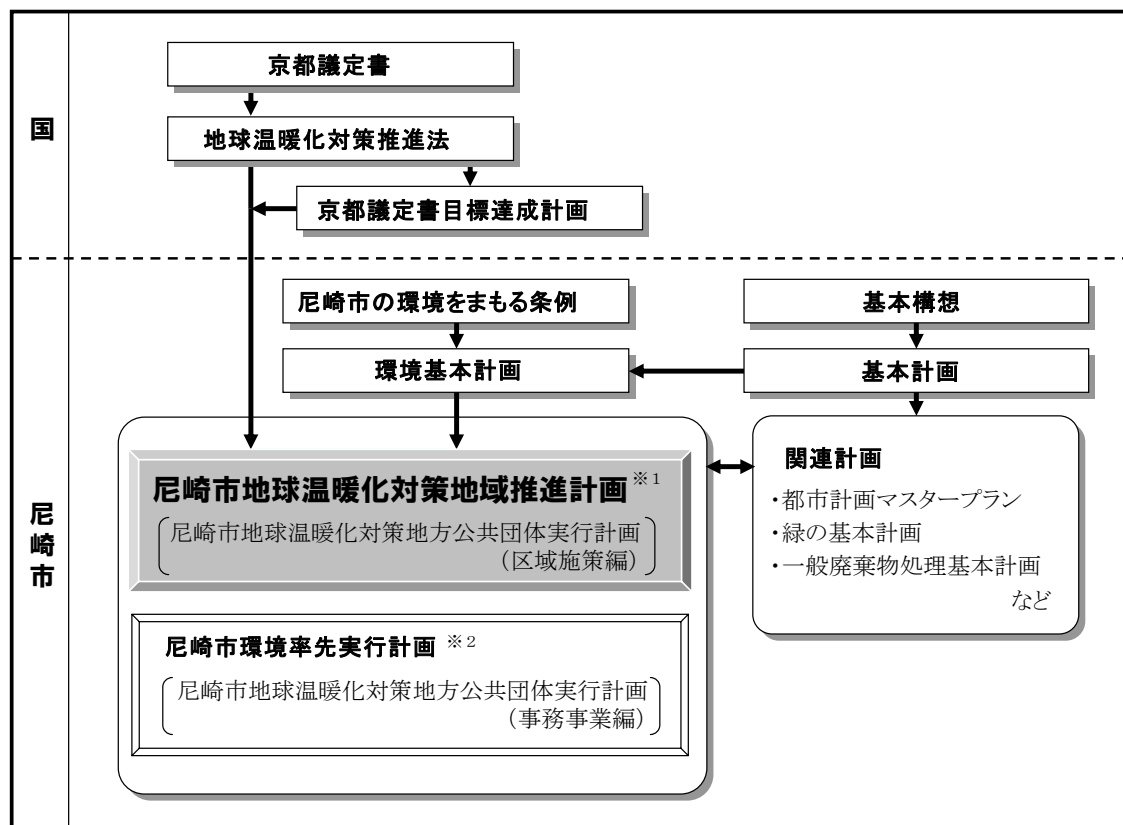 国
京都議定書
地球温暖化対策推進法
京都議定書目標達成計画
尼崎市
尼崎市の環境をまもる条例
基本構想
環境基本計画
基本計画
尼崎市地球温暖化対策地域推進計画※1
尼崎市地球温暖化対策地方公共団体実行計画
（区域施策編）
尼崎市環境率先実行計画 ※2
尼崎市地球温暖化対策地方公共団体実行計画
（事務事業編）
関連計画
・都市計画マスタープラン
・緑の基本計画
・一般廃棄物処理基本計画
など